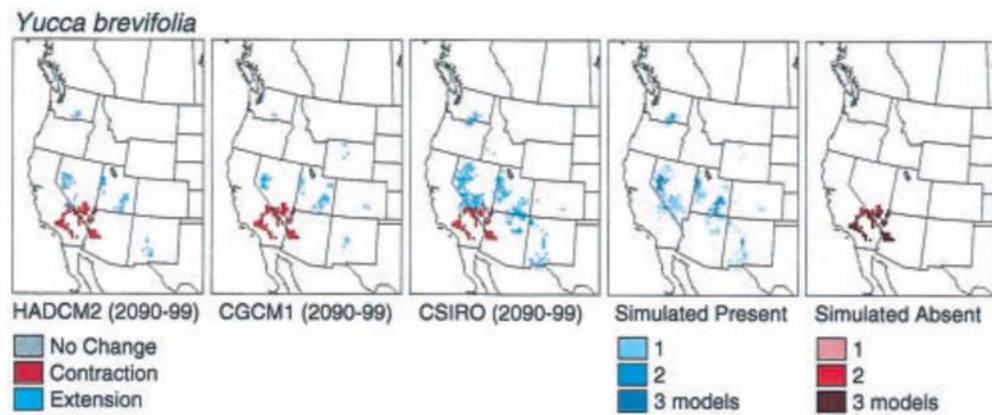 Yucca brevifolia
HADCM2 (2090-99) CGCM1 (2090-99) CSIRO (2090-99) Simulated Present Simulated Absent
No Change 1 1
Contraction 2 2
Extension 3 models 3 models